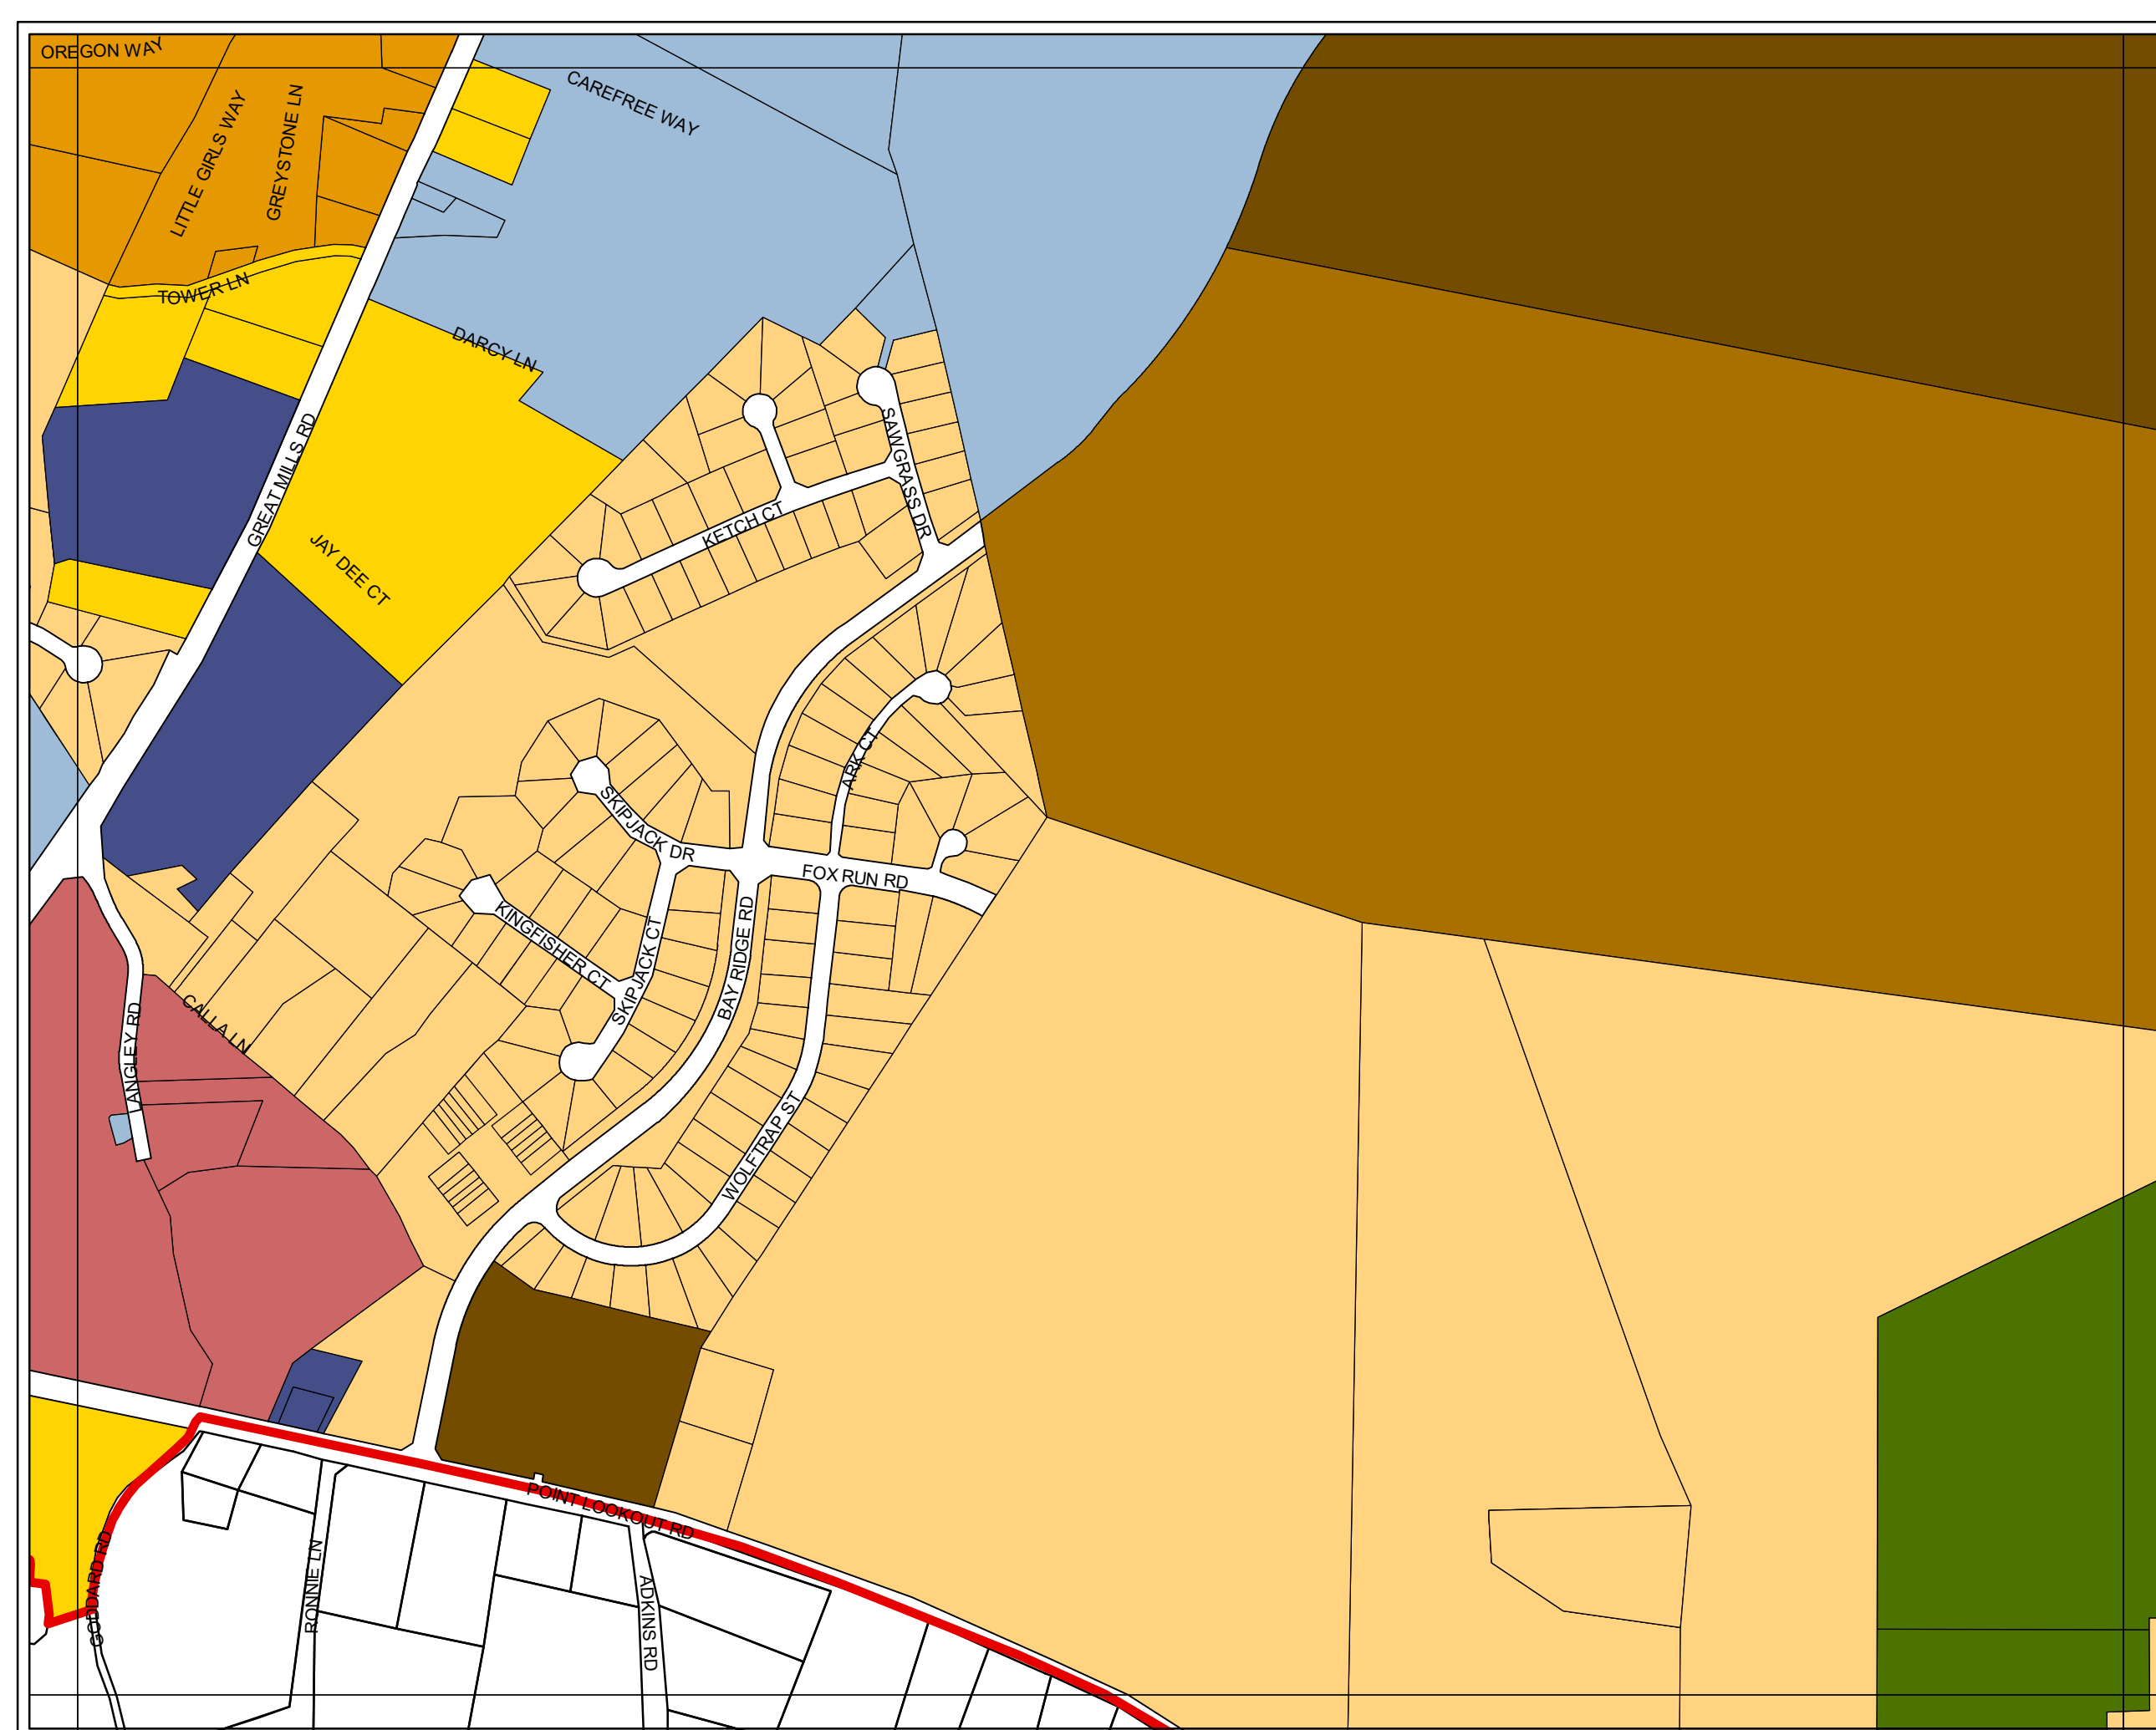 OREGON WAY
CAREFREE WAY
LITTLE GIRLS WAY
GREYSTONE LN
TOWER LN
DARCY LN
GREAT MILLS RD
SAWGRASS DR
KETCH CT
JAY DEE CT
ARK CT
SKIPJACK DR
FOX RUN RD
KINGFISHER CT
SKIPJACK CT
BAY RIDGE RD
CALLA LN
LANGLEY RD
WOLFTRAP ST
POINT LOOKOUT RD
GODDARD RD
RONNIE LN
ADKINS RD